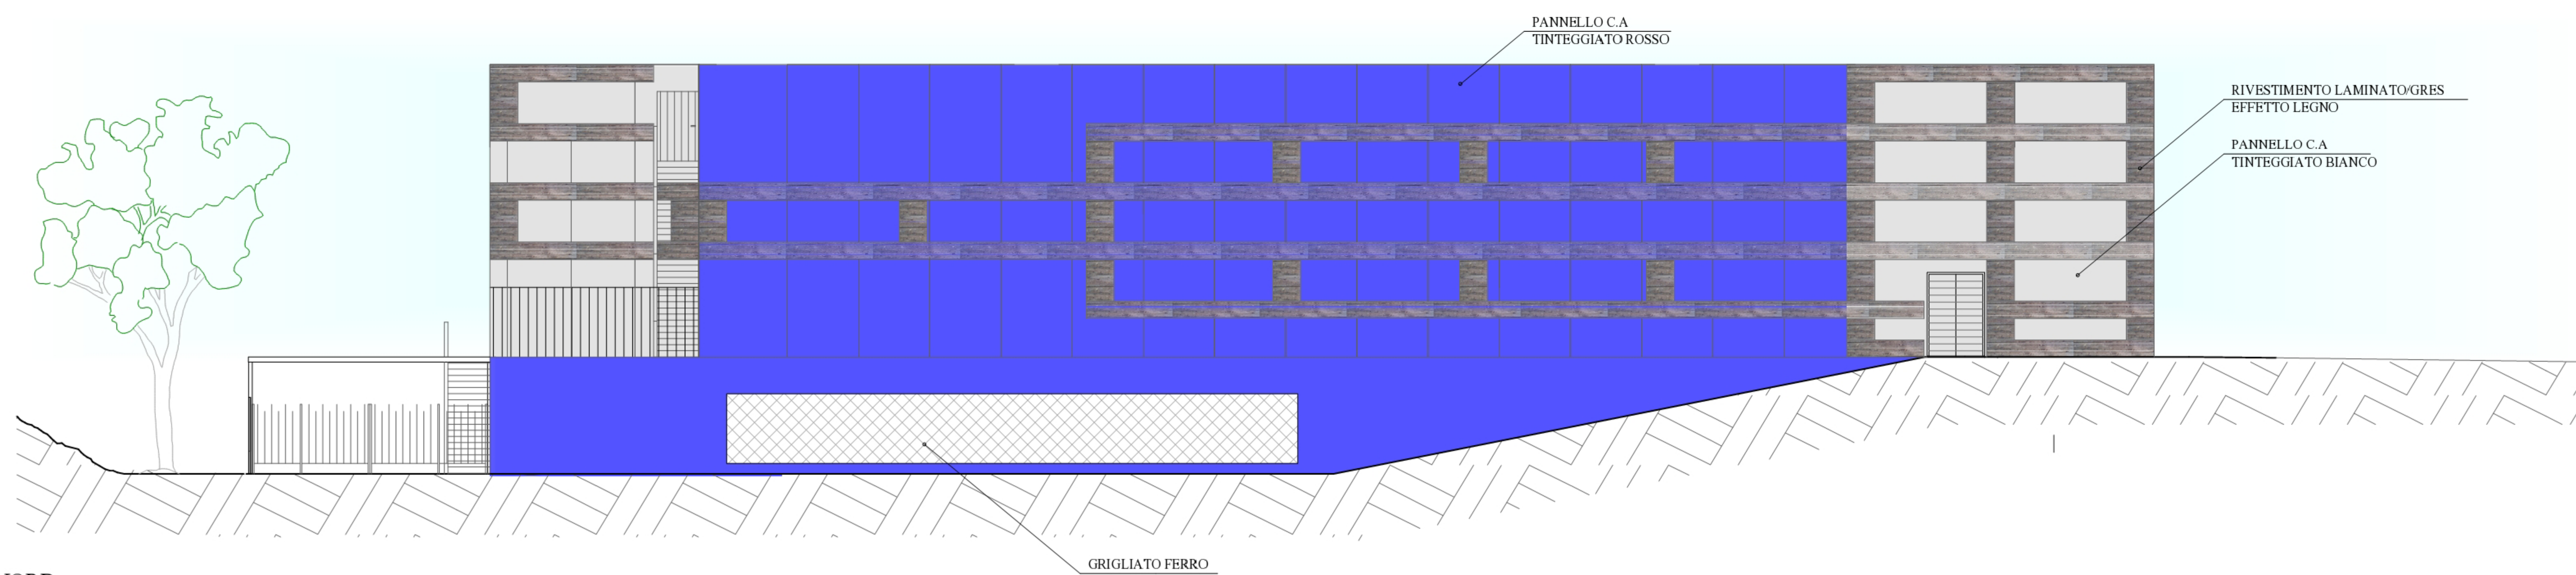 PANNELLO C.A
TINTEGGIATO ROSSO
RIVESTIMENTO LAMINATO/GRES
EFFETTO LEGNO
PANNELLO C.A
TINTEGGIATO BIANCO
GRIGLIATO FERRO